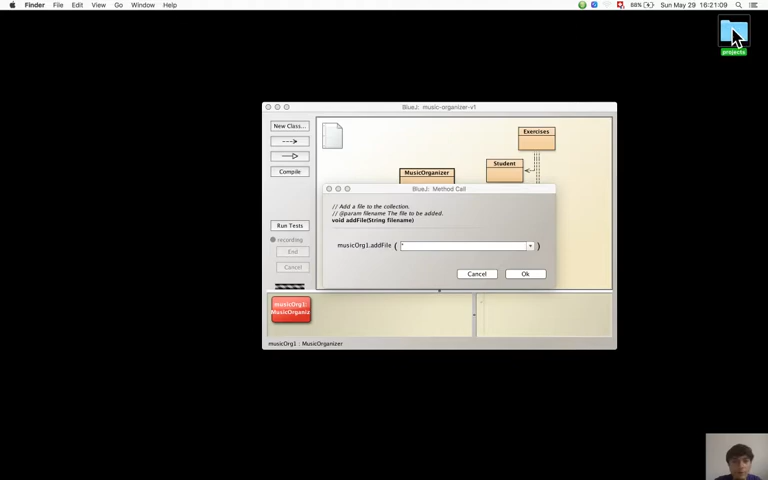 Finder File Edit View Go Window Help
88% Sun May 29 16:21:09
projects
BlueJ: music-organizer-v1
New Class...
Exercises
Student
MusicOrganizer
Compile
BlueJ: Method Call
// Add a file to the collection.
// @param filename The file to be added.
void addFile(String filename)
Run Tests
recording
End
Cancel
musicOrg1.addFile ( " )
Cancel Ok
musicOrg1:
MusicOrganiz
musicOrg1 : MusicOrganizer